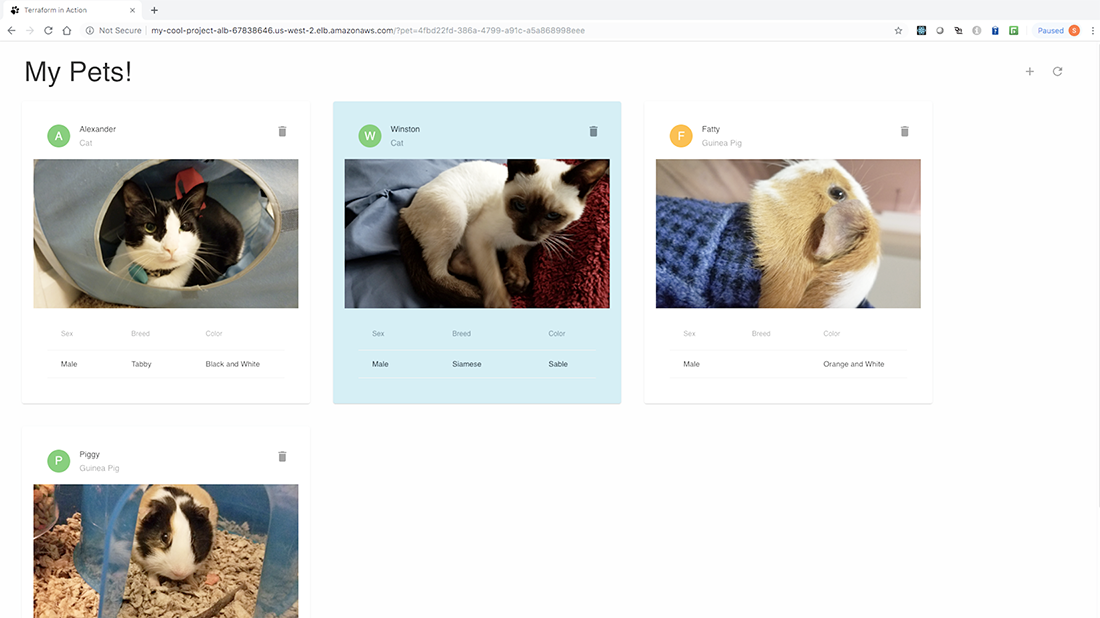 Terraform in Action
Not Secure | my-cool-project-alb-67838646.us-west-2.elb.amazonaws.com/?pet=4fbd22fd-386a-4799-a91c-a5a868998eee
Paused S
My Pets!
A Alexander
Cat
Sex Breed Color
Male Tabby Black and White
W Winston
Cat
Sex Breed Color
Male Siamese Sable
F Fatty
Guinea Pig
Sex Breed Color
Male Orange and White
P Piggy
Guinea Pig